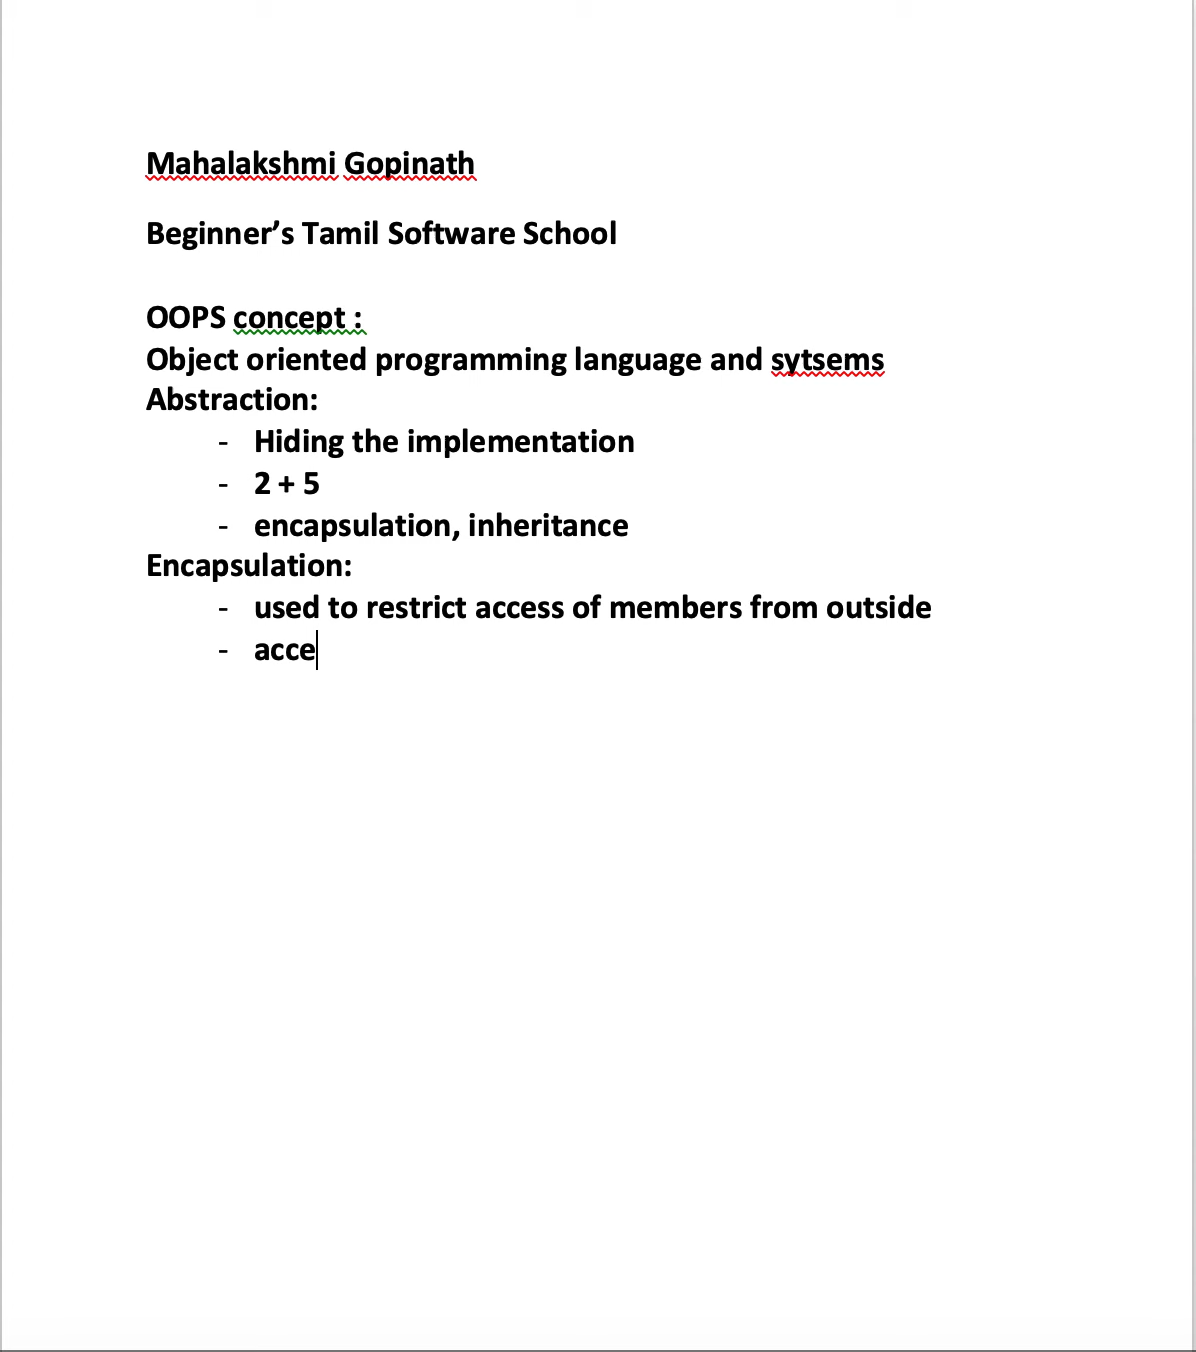 Mahalakshmi Gopinath
Beginner’s Tamil Software School
OOPS concept :
Object oriented programming language and sytsems
Abstraction:
- Hiding the implementation
- 2 + 5
- encapsulation, inheritance
Encapsulation:
- used to restrict access of members from outside
- acce